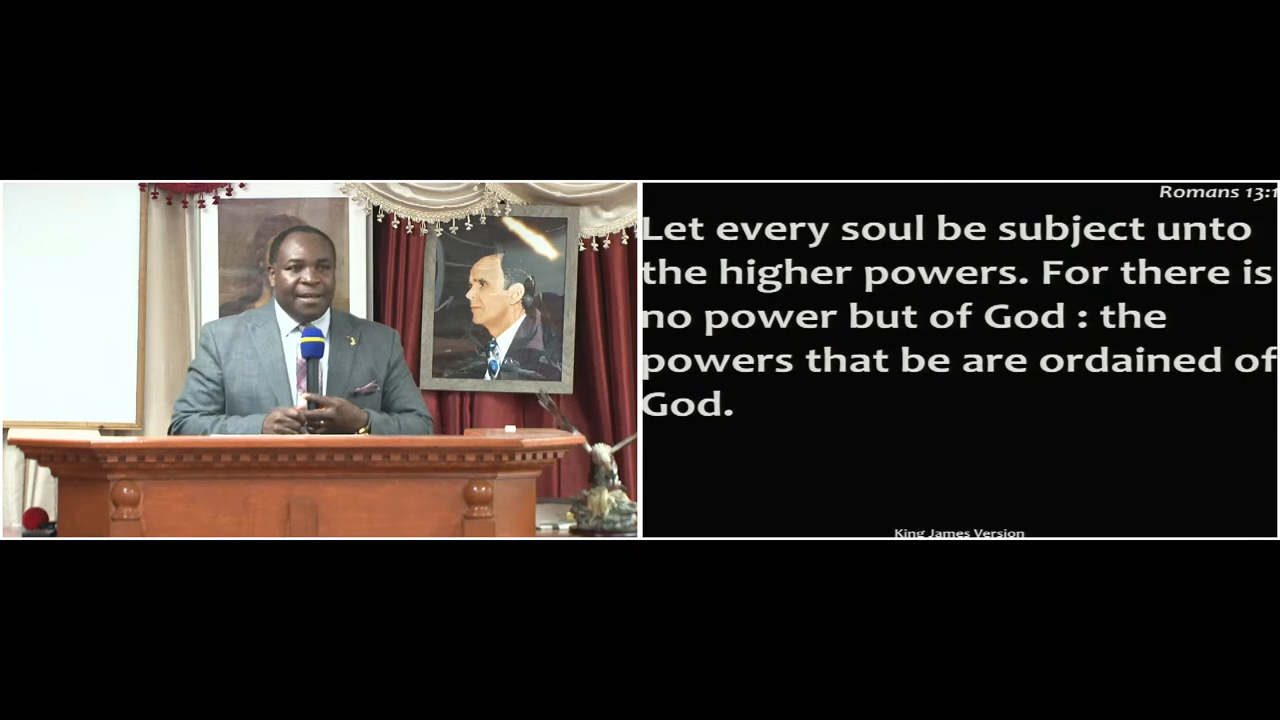 Romans 13:1
Let every soul be subject unto
the higher powers. For there is
no power but of God : the
powers that be are ordained of
God.
King James Version